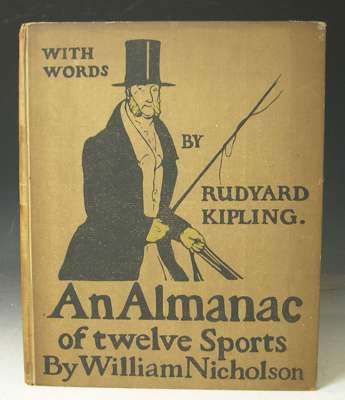 WITH
WORDS
BY
RUDYARD
KIPLING.
An Almanac
of twelve Sports
By William Nicholson